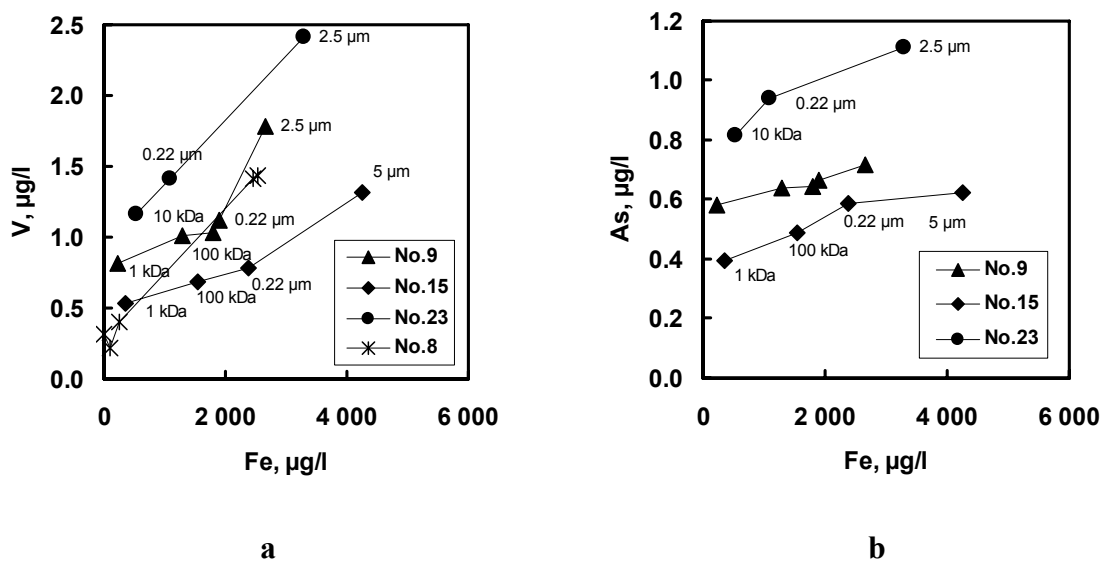 2.5
2.0
1.5
1.0
0.5
0.0
V, µg/l
2.5 µm
0.22 µm
2.5 µm
5 µm
10 kDa
0.22 µm
1 kDa
100 kDa
0.22 µm
1 kDa
100 kDa
No.9
No.15
No.23
No.8
0
2 000
4 000
6 000
Fe, µg/l
a
1.2
1.0
0.8
0.6
0.4
0.2
0.0
As, µg/l
2.5 µm
0.22 µm
10 kDa
0.22 µm
5 µm
100 kDa
1 kDa
No.9
No.15
No.23
0
2 000
4 000
6 000
Fe, µg/l
b